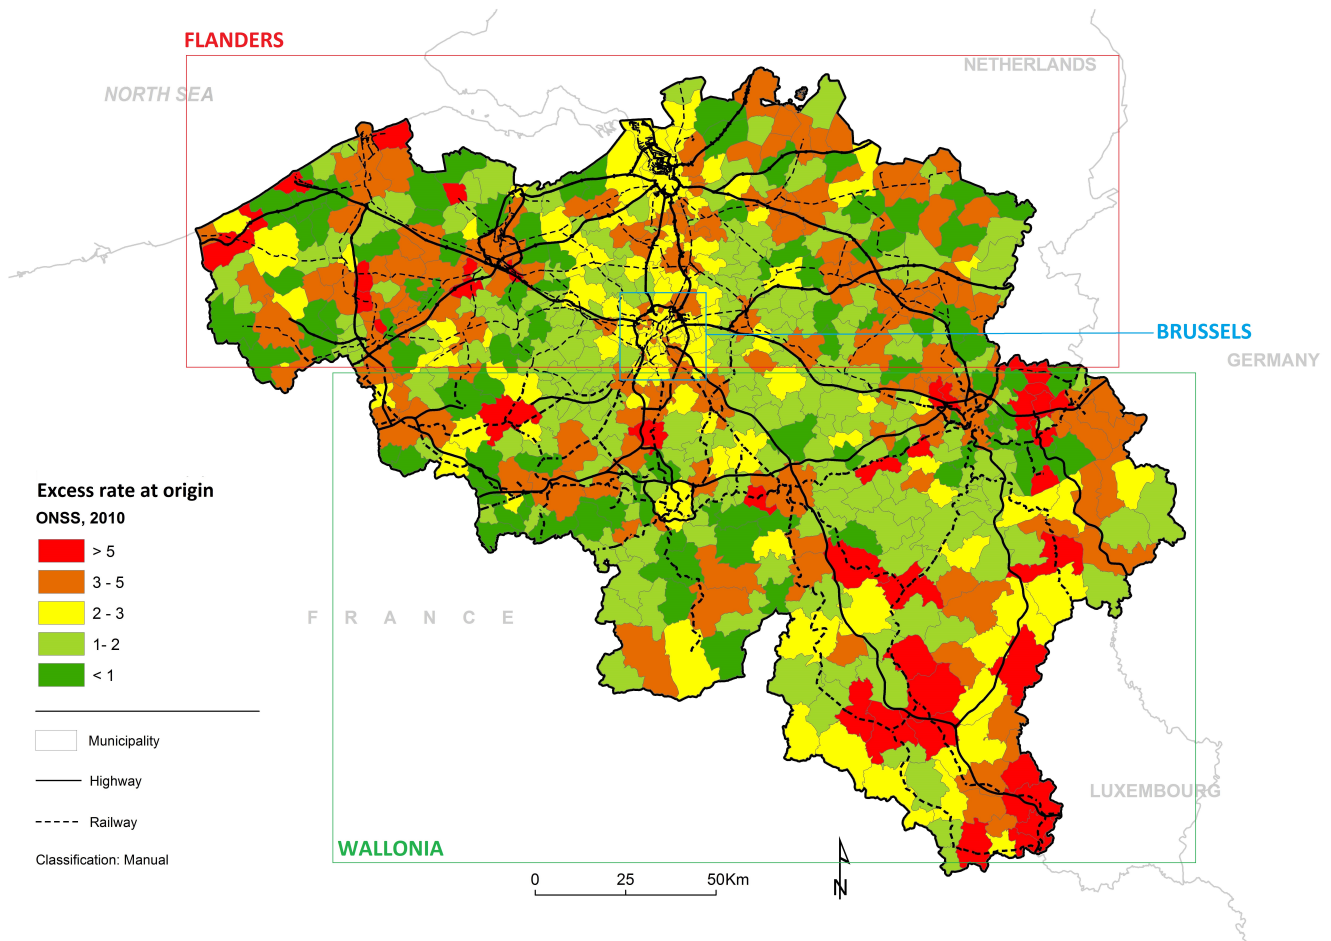 FLANDERS
NETHERLANDS
NORTH SEA
BRUSSELS
GERMANY
Excess rate at origin
ONSS, 2010
> 5
3 - 5
2 - 3
1- 2
< 1
FRANCE
Municipality
Highway
Railway
Classification: Manual
LUXEMBOURG
WALLONIA
0 25 50Km
N